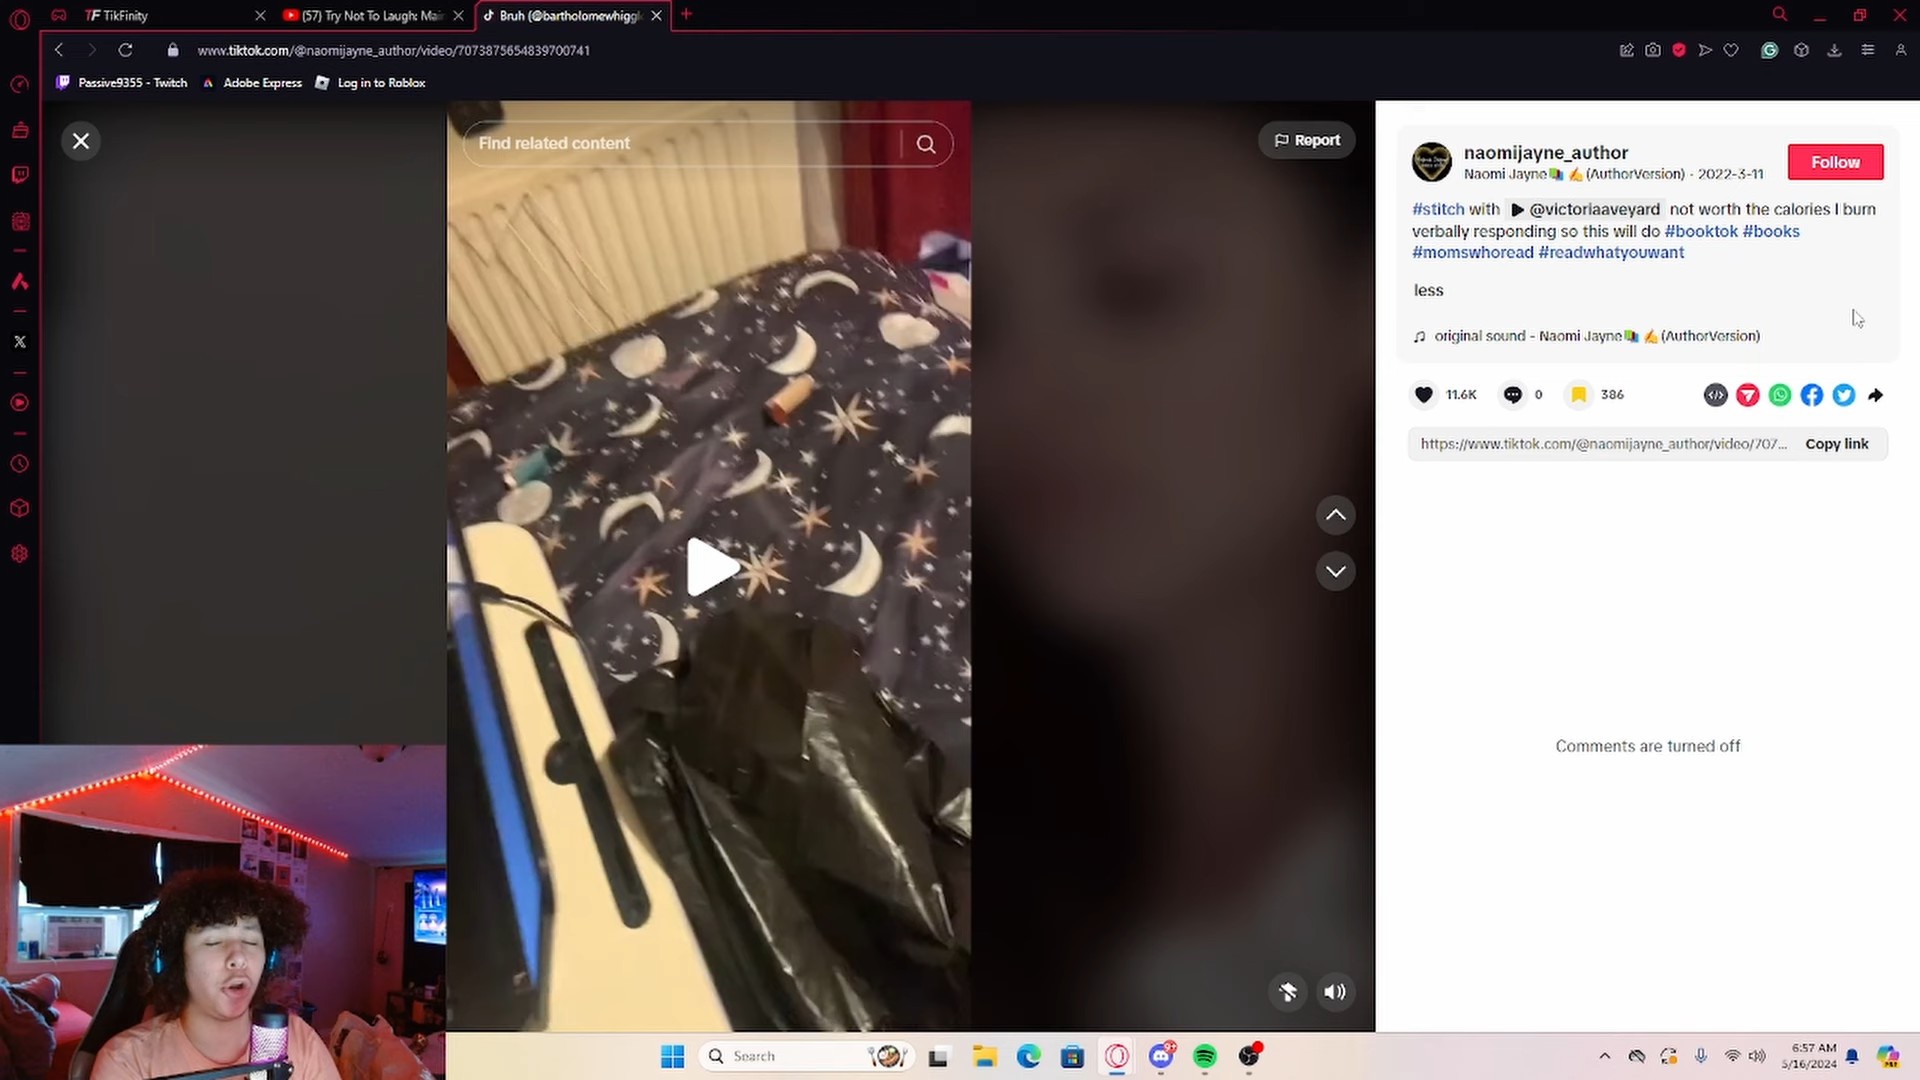 TF TikFinity
(57) Try Not To Laugh: Mai
Bruh (@bartholomewhiggl
www.tiktok.com/@naomijayne_author/video/7073875654839700741
Passive9355 - Twitch
Adobe Express
Log in to Roblox
Find related content
Report
naomijayne_author
Naomi Jayne📚✍(AuthorVersion) · 2022-3-11
Follow
#stitch with ▶ @victoriaaveyard not worth the calories I burn
verbally responding so this will do #booktok #books
#momswhoread #readwhatyouwant
less
♫ original sound - Naomi Jayne📚✍(AuthorVersion)
11.6K
0
386
https://www.tiktok.com/@naomijayne_author/video/707...
Copy link
Comments are turned off
Search
9+
6:57 AM
5/16/2024